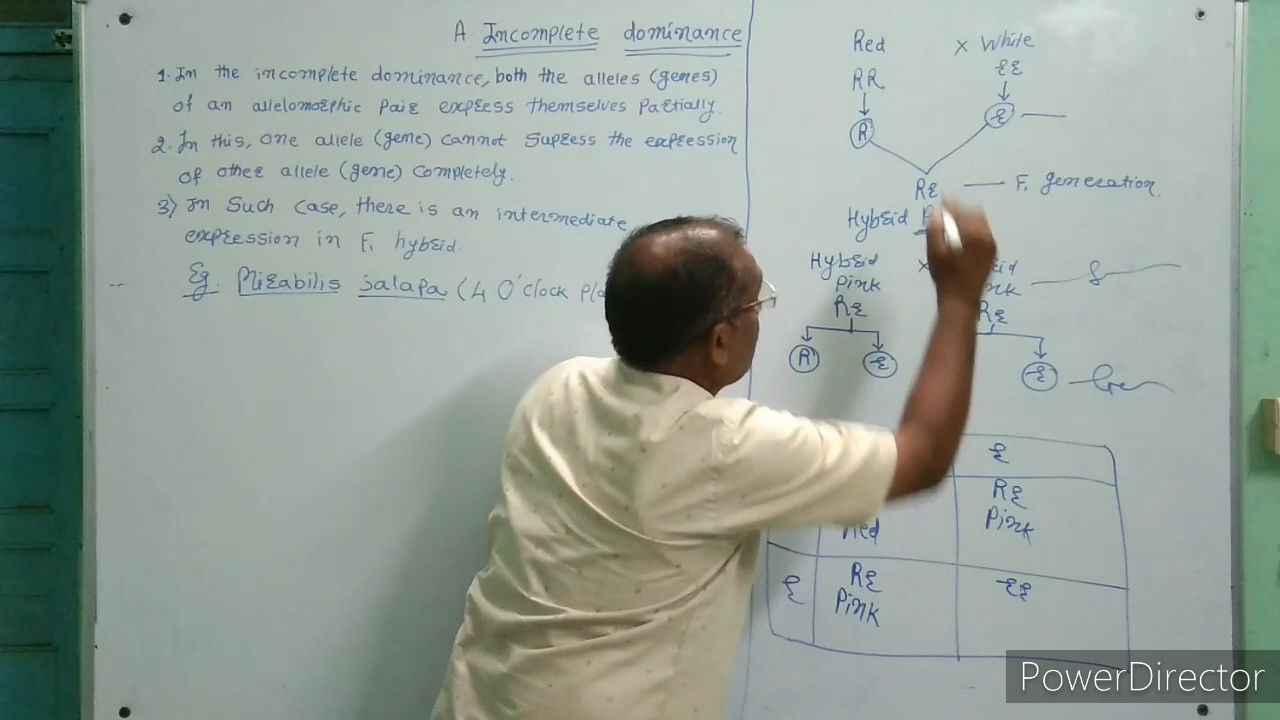 A Incomplete dominance
1. In the incomplete dominance, both the alleles (genes)
of an allelomorphic pair express themselves partially.
2. In this, one allele (gene) cannot supress the expression
of other allele (gene) completely.
3) In such case, there is an intermediate
expression in F1 hybrid.
Eg. Mirabilis Jalapa (4 O'clock
Red × White
RR rr
R r
Rr — F1 generation
Hybrid
Hybrid ×
Pink
Rr Rr
R r r
r
Rr
Pink
Red
r Rr rr
Pink
PowerDirector